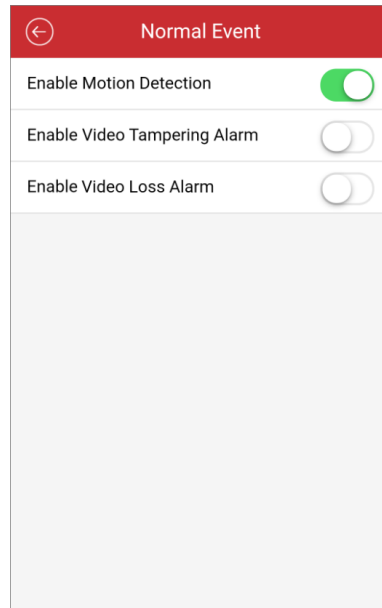 Normal Event
Enable Motion Detection
Enable Video Tampering Alarm
Enable Video Loss Alarm